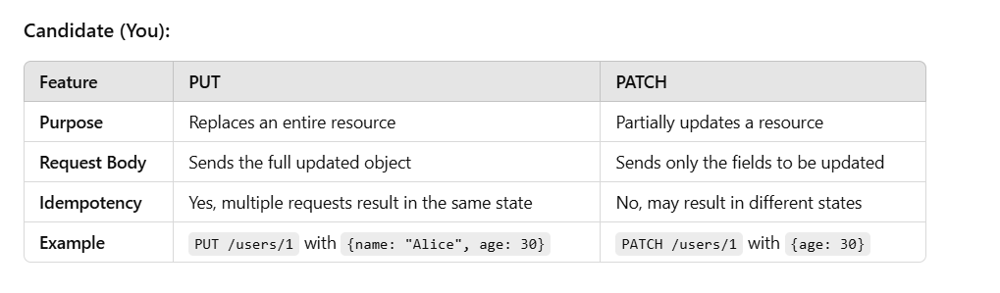 Candidate (You):
Feature PUT PATCH
Purpose Replaces an entire resource Partially updates a resource
Request Body Sends the full updated object Sends only the fields to be updated
Idempotency Yes, multiple requests result in the same state No, may result in different states
Example PUT /users/1 with {name: "Alice", age: 30} PATCH /users/1 with {age: 30}